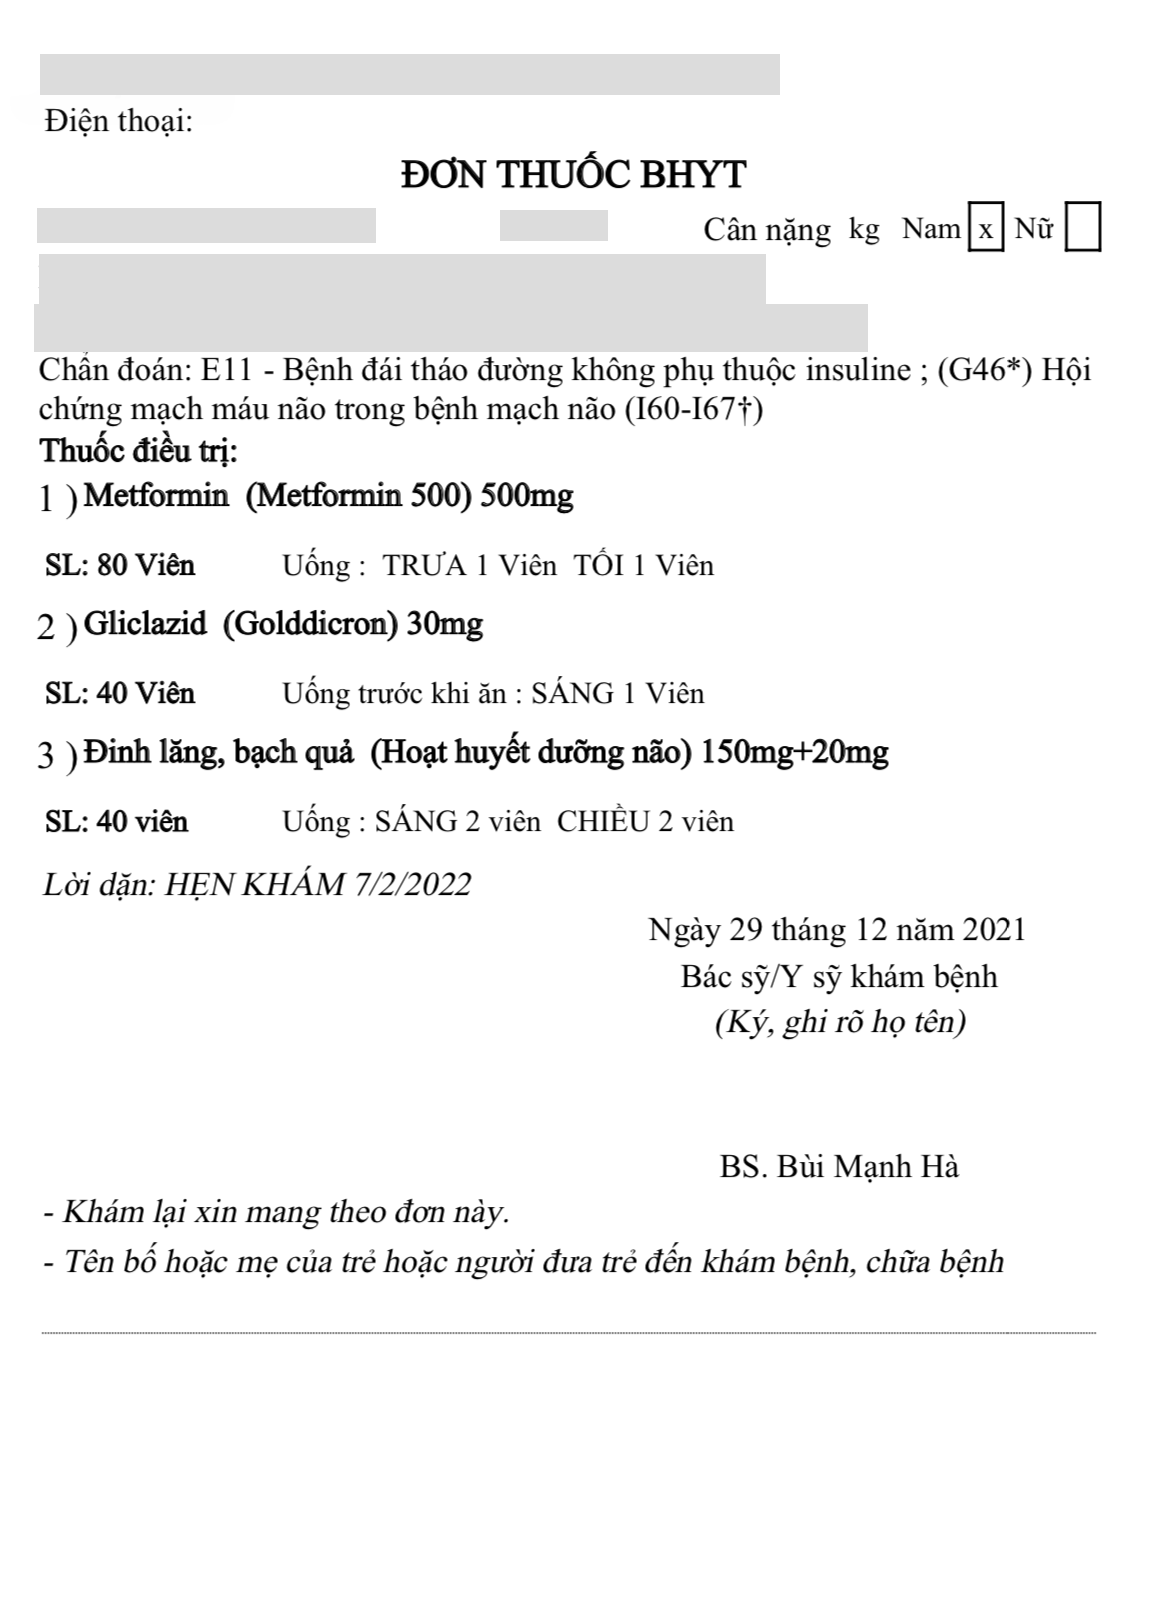 Điện thoại:
ĐƠN THUỐC BHYT
Cân nặng kg Nam x Nữ
Chẩn đoán: E11 - Bệnh đái tháo đường không phụ thuộc insuline ; (G46*) Hội
chứng mạch máu não trong bệnh mạch não (I60-I67†)
Thuốc điều trị:
1 ) Metformin (Metformin 500) 500mg
SL: 80 Viên Uống : TRƯA 1 Viên TỐI 1 Viên
2 ) Gliclazid (Golddicron) 30mg
SL: 40 Viên Uống trước khi ăn : SÁNG 1 Viên
3 ) Đinh lăng, bạch quả (Hoạt huyết dưỡng não) 150mg+20mg
SL: 40 viên Uống : SÁNG 2 viên CHIỀU 2 viên
Lời dặn: HẸN KHÁM 7/2/2022
Ngày 29 tháng 12 năm 2021
Bác sỹ/Y sỹ khám bệnh
(Ký, ghi rõ họ tên)
BS. Bùi Mạnh Hà
- Khám lại xin mang theo đơn này.
- Tên bố hoặc mẹ của trẻ hoặc người đưa trẻ đến khám bệnh, chữa bệnh